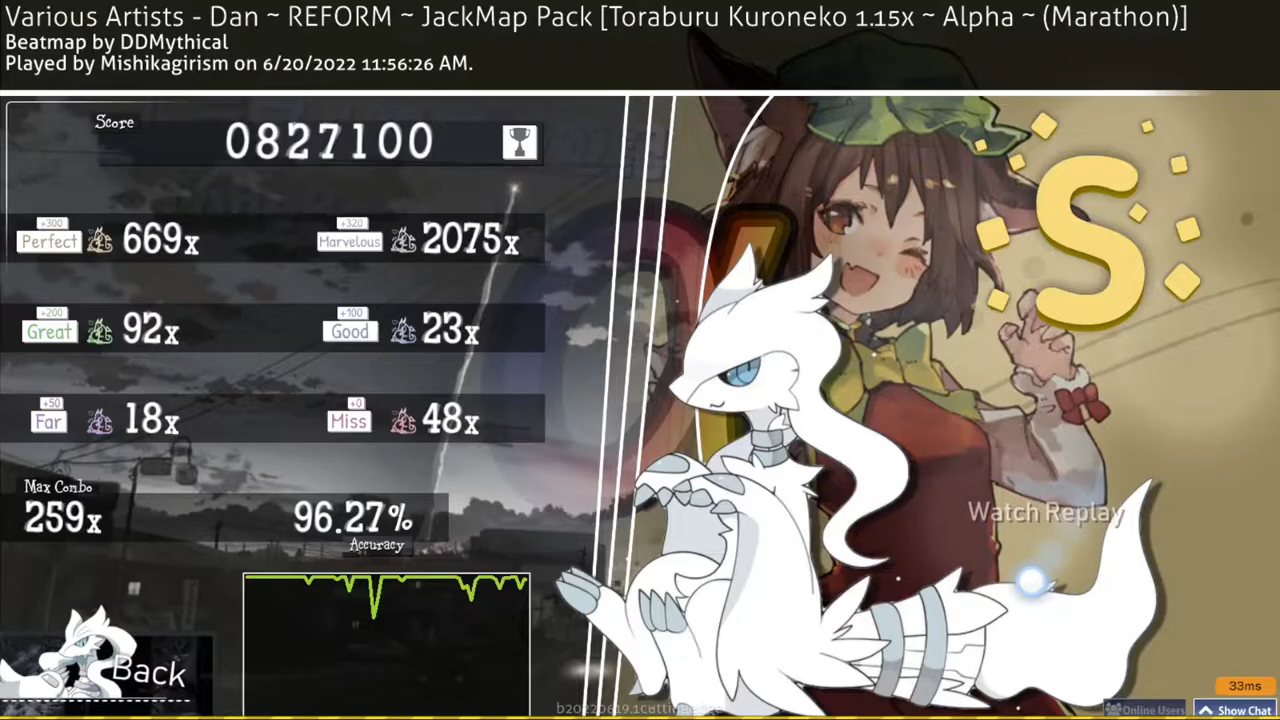 Various Artists - Dan ~ REFORM ~ JackMap Pack [Toraburu Kuroneko 1.15x ~ Alpha ~ (Marathon)]
Beatmap by DDMythical
Played by Mishikagirism on 6/20/2022 11:56:26 AM.
Score
0827100
+300
Perfect 669x
+320
Marvelous 2075x
+200
Great 92x
+100
Good 23x
+50
Far 18x
+0
Miss 48x
Max Combo
259x
96.27%
Accuracy
S
Watch Replay
Back
33ms
b20220619.1cuttingedge
Online Users
Show Chat